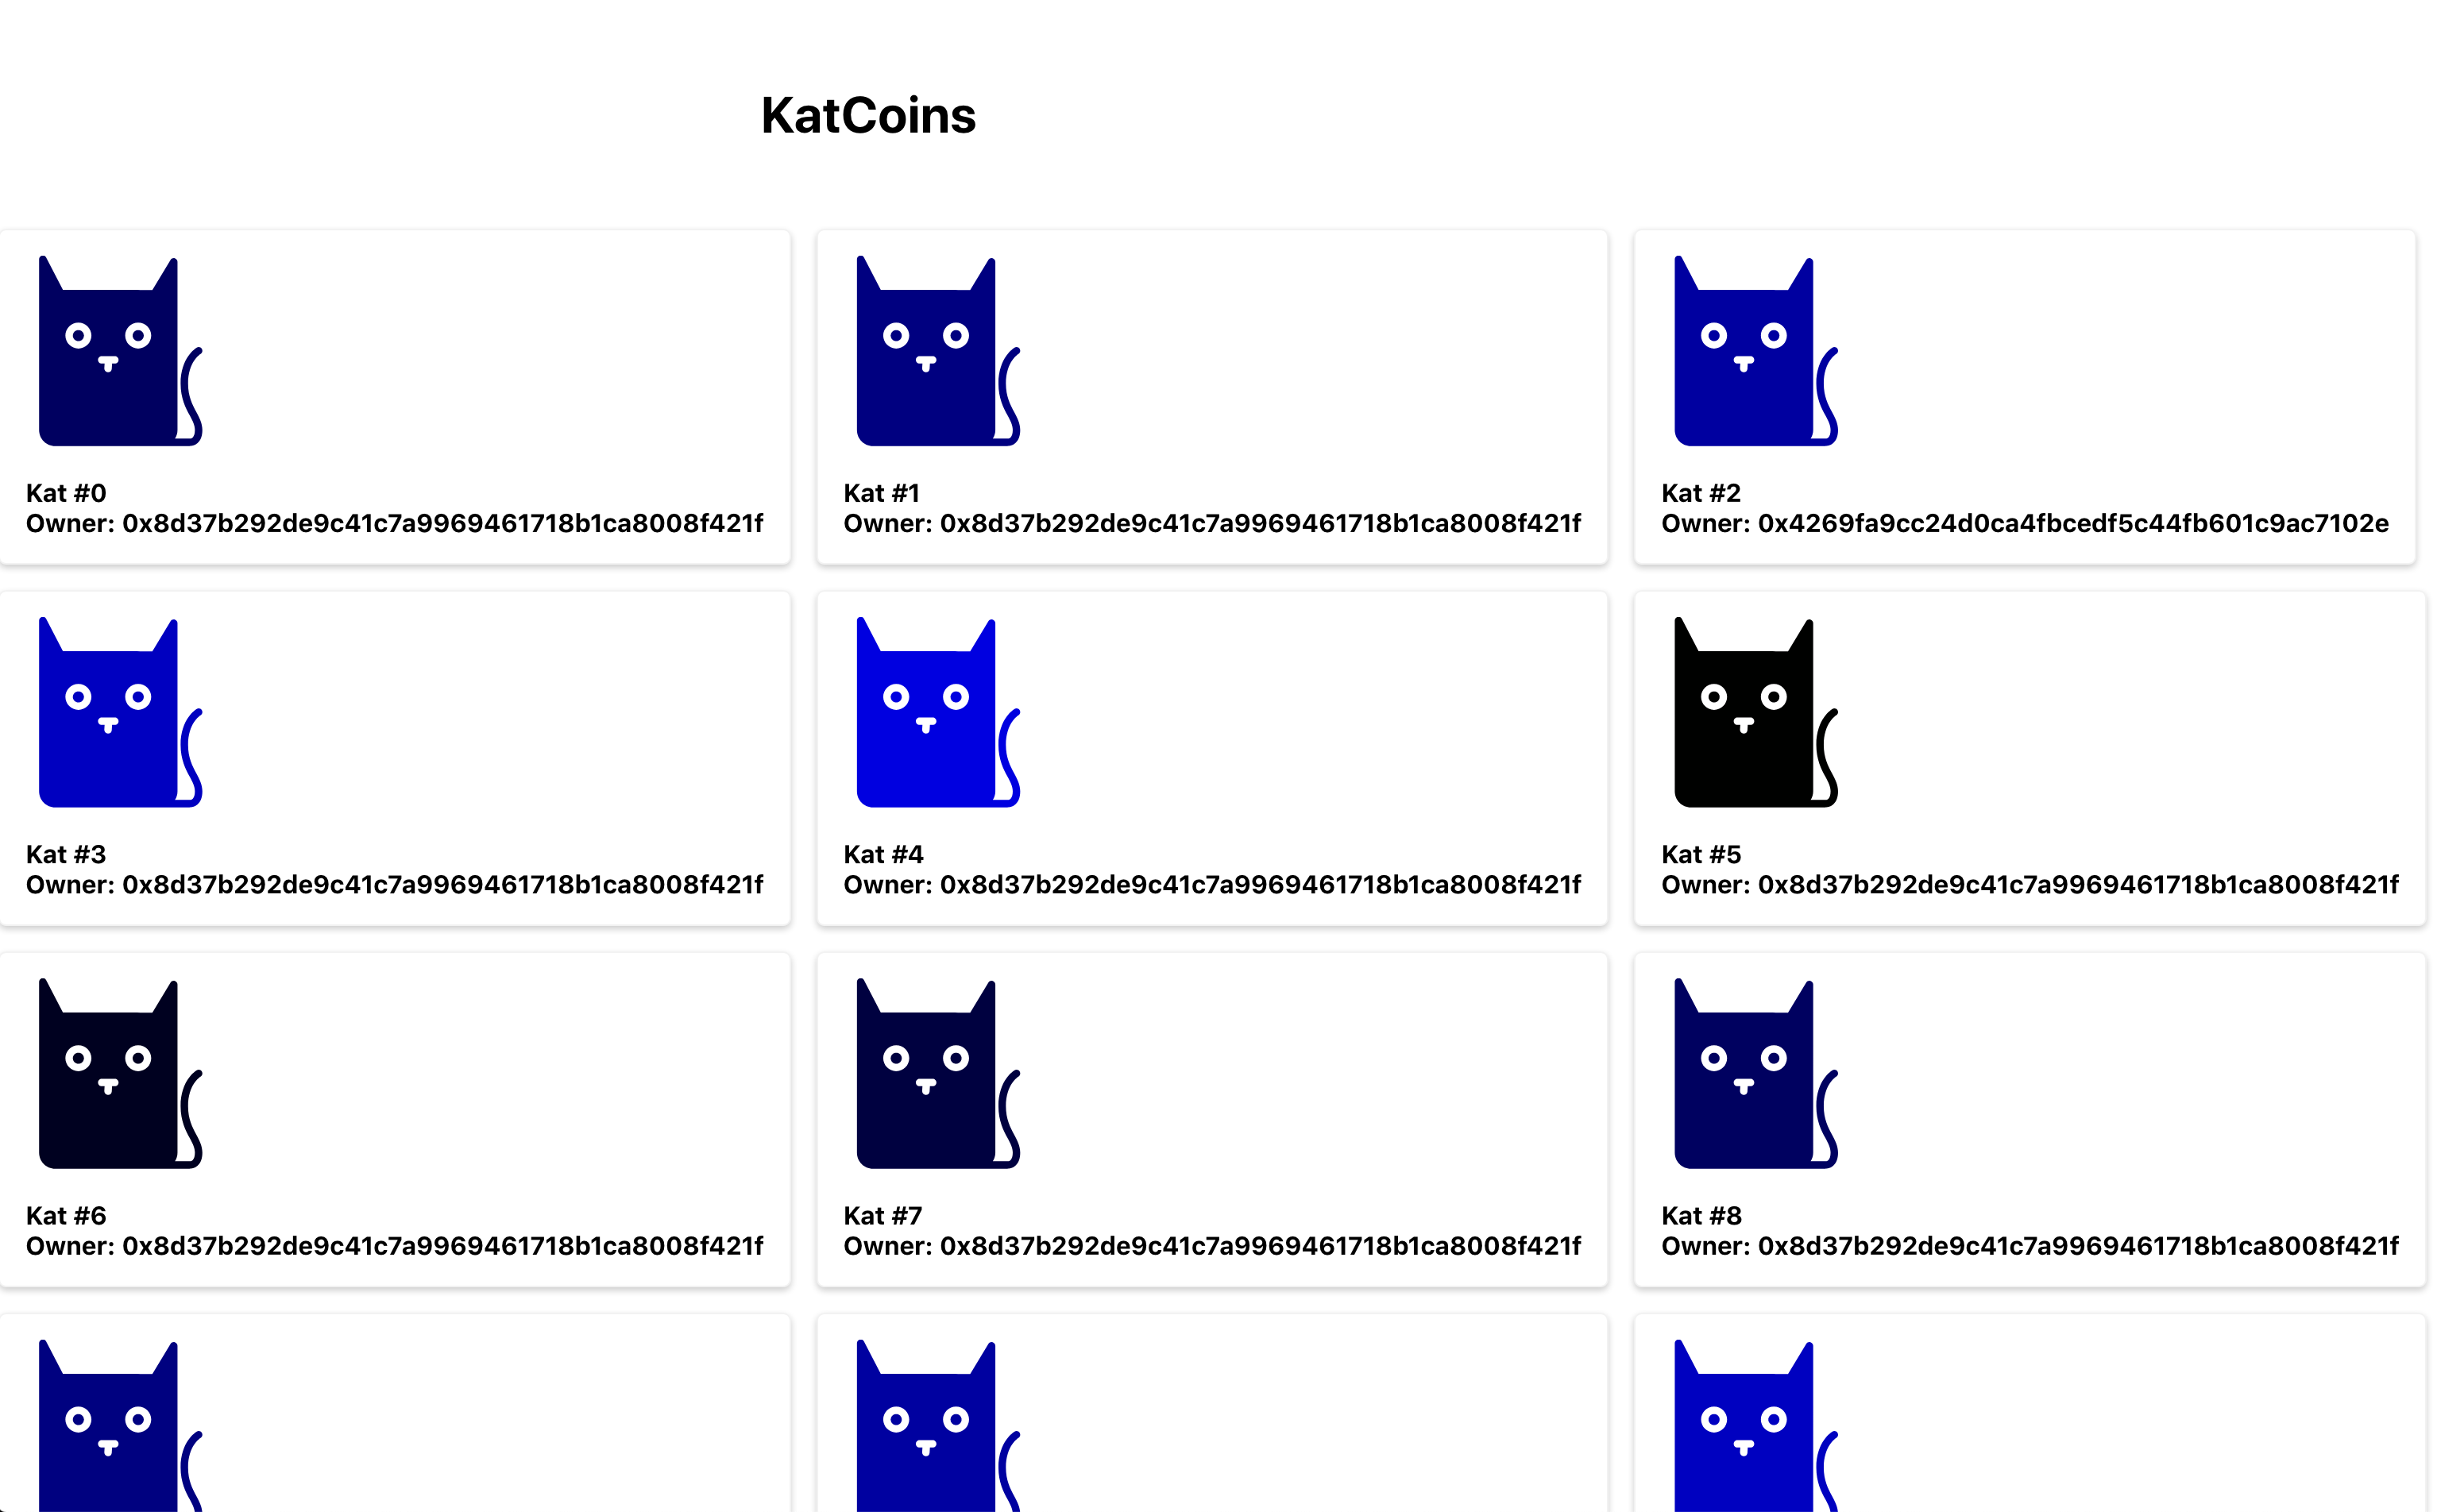 KatCoins
Kat #0
Owner: 0x8d37b292de9c41c7a9969461718b1ca8008f421f
Kat #1
Owner: 0x8d37b292de9c41c7a9969461718b1ca8008f421f
Kat #2
Owner: 0x4269fa9cc24d0ca4fbcedf5c44fb601c9ac7102e
Kat #3
Owner: 0x8d37b292de9c41c7a9969461718b1ca8008f421f
Kat #4
Owner: 0x8d37b292de9c41c7a9969461718b1ca8008f421f
Kat #5
Owner: 0x8d37b292de9c41c7a9969461718b1ca8008f421f
Kat #6
Owner: 0x8d37b292de9c41c7a9969461718b1ca8008f421f
Kat #7
Owner: 0x8d37b292de9c41c7a9969461718b1ca8008f421f
Kat #8
Owner: 0x8d37b292de9c41c7a9969461718b1ca8008f421f